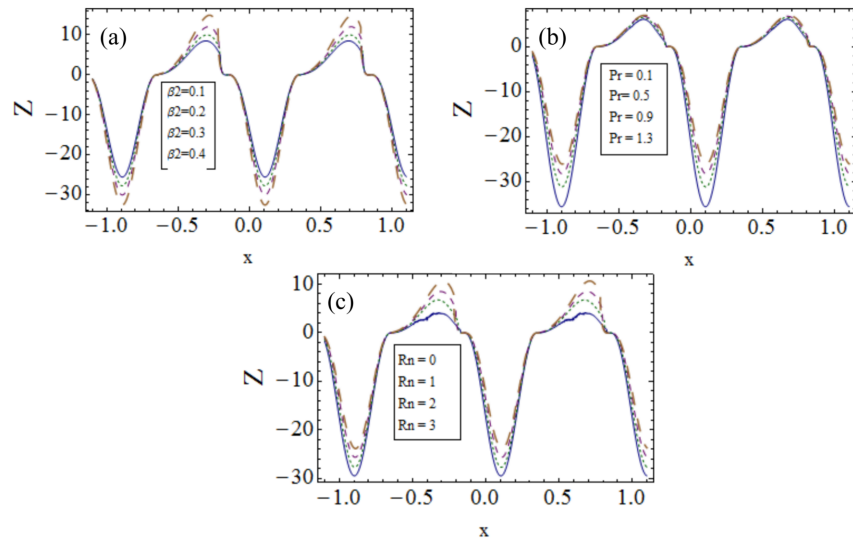 (a)
10
0
−10
−20
−30
Z
β2=0.1
β2=0.2
β2=0.3
β2=0.4
−1.0 −0.5 0.0 0.5 1.0
x
(b)
0
−10
−20
−30
Z
Pr = 0.1
Pr= 0.5
Pr = 0.9
Pr = 1.3
−1.0 −0.5 0.0 0.5 1.0
x
(c)
10
0
−10
−20
−30
Z
Rn = 0
Rn = 1
Rn = 2
Rn = 3
−1.0 −0.5 0.0 0.5 1.0
x